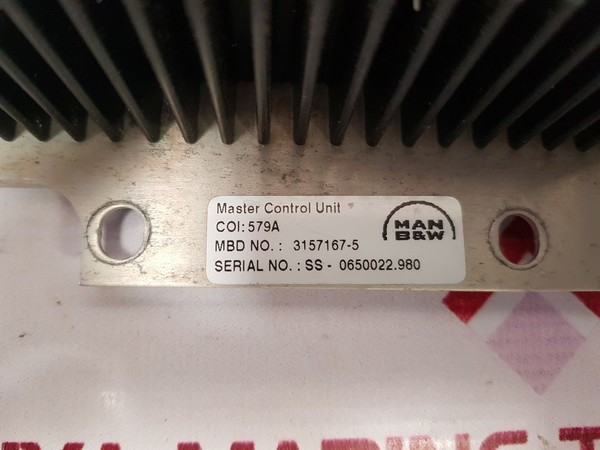 Master Control Unit
COI: 579A
MBD NO. : 3157167-5
SERIAL NO. : SS - 0650022.980
MAN
B&W